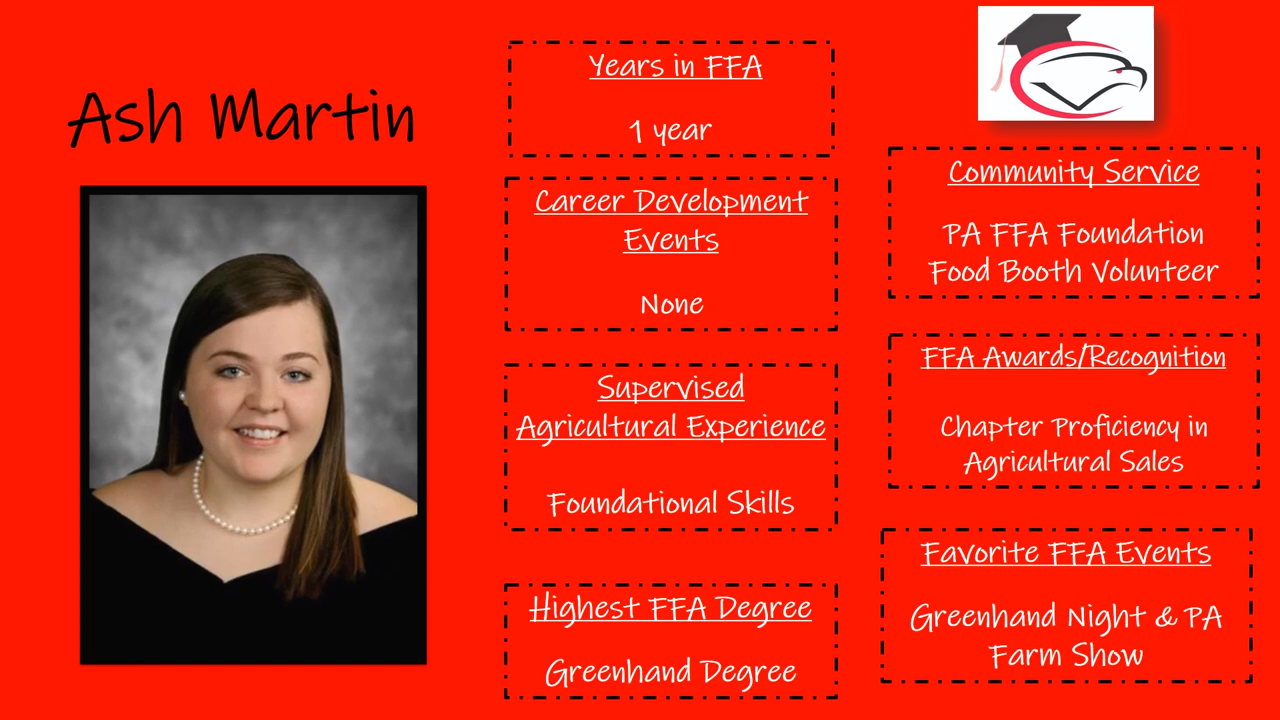 Ash Martin
Years in FFA
1 year
Career Development
Events
None
Supervised
Agricultural Experience
Foundational Skills
Highest FFA Degree
Greenhand Degree
Community Service
PA FFA Foundation
Food Booth Volunteer
FFA Awards/Recognition
Chapter Proficiency in
Agricultural Sales
Favorite FFA Events
Greenhand Night & PA
Farm Show